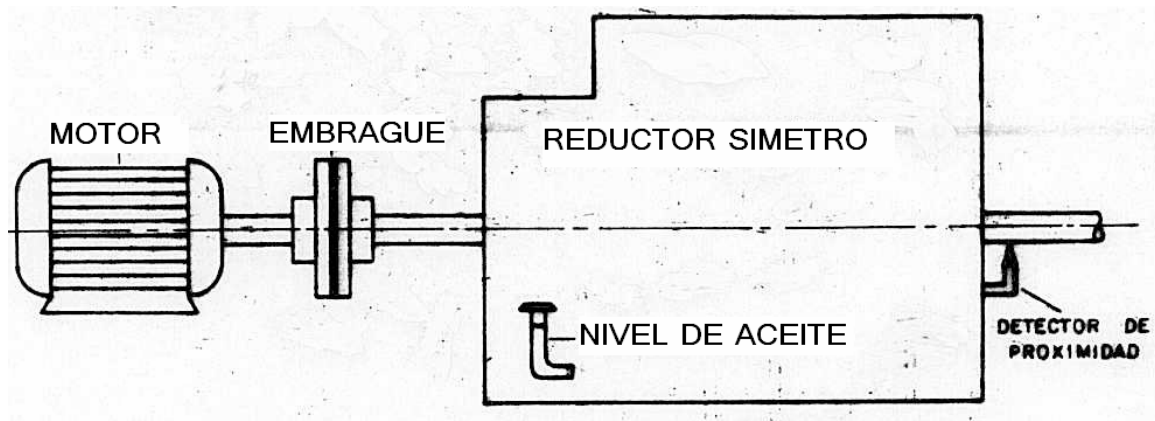 MOTOR
EMBRAGUE
REDUCTOR SIMETRO
NIVEL DE ACEITE
DETECTOR DE
PROXIMIDAD